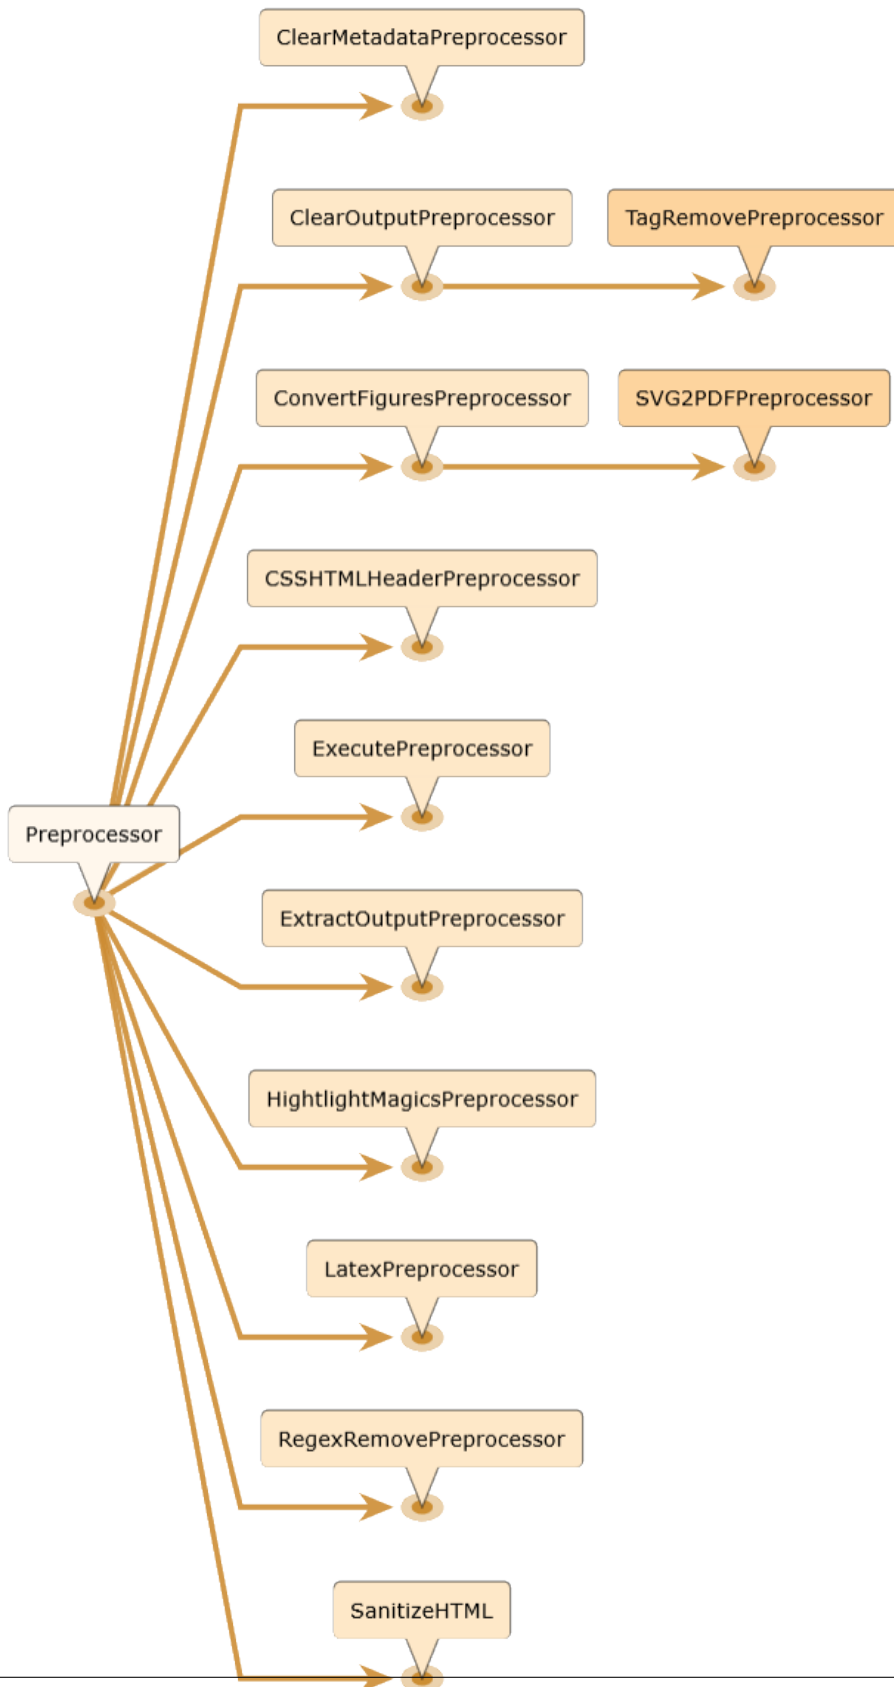 ClearMetadataPreprocessor
ClearOutputPreprocessor
TagRemovePreprocessor
ConvertFiguresPreprocessor
SVG2PDFPreprocessor
CSSHTMLHeaderPreprocessor
ExecutePreprocessor
Preprocessor
ExtractOutputPreprocessor
HightlightMagicsPreprocessor
LatexPreprocessor
RegexRemovePreprocessor
SanitizeHTML